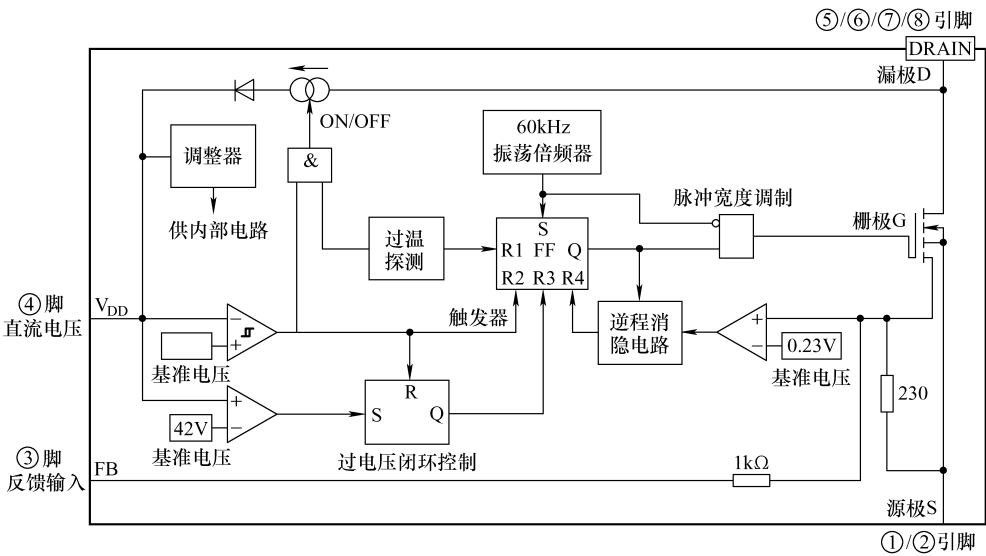 ⑤/⑥/⑦/⑧引脚
DRAIN
漏极D
ON/OFF
60kHz
振荡倍频器
调整器
&
脉冲宽度调制
供内部电路
过温
探测
S
R1 FF Q
R2 R3 R4
栅极G
④脚
直流电压
VDD
−
+
基准电压
触发器
逆程消
隐电路
+
−
0.23V
基准电压
230
+
−
42V
基准电压
R
S
Q
过电压闭环控制
③脚
反馈输入
FB
1kΩ
源极S
①/②引脚